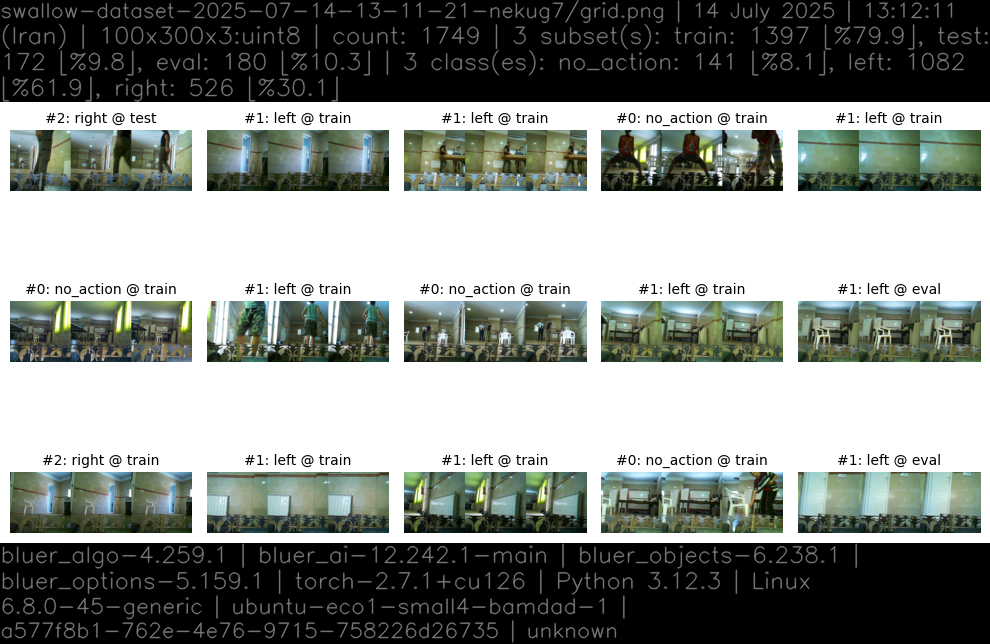 swallow-dataset-2025-07-14-13-11-21-nekug7/grid.png | 14 July 2025 | 13:12:11
(Iran) | 100x300x3:uint8 | count: 1749 | 3 subset(s): train: 1397 [%79.9], test:
172 [%9.8], eval: 180 [%10.3] | 3 class(es): no_action: 141 [%8.1], left: 1082
[%61.9], right: 526 [%30.1]
#2: right @ test #1: left @ train #1: left @ train #0: no_action @ train #1: left @ train
#0: no_action @ train #1: left @ train #0: no_action @ train #1: left @ train #1: left @ eval
#2: right @ train #1: left @ train #1: left @ train #0: no_action @ train #1: left @ eval
bluer_algo-4.259.1 | bluer_ai-12.242.1-main | bluer_objects-6.238.1 |
bluer_options-5.159.1 | torch-2.7.1+cu126 | Python 3.12.3 | Linux
6.8.0-45-generic | ubuntu-eco1-small4-bamdad-1 |
a577f8b1-762e-4e76-9715-758226d26735 | unknown